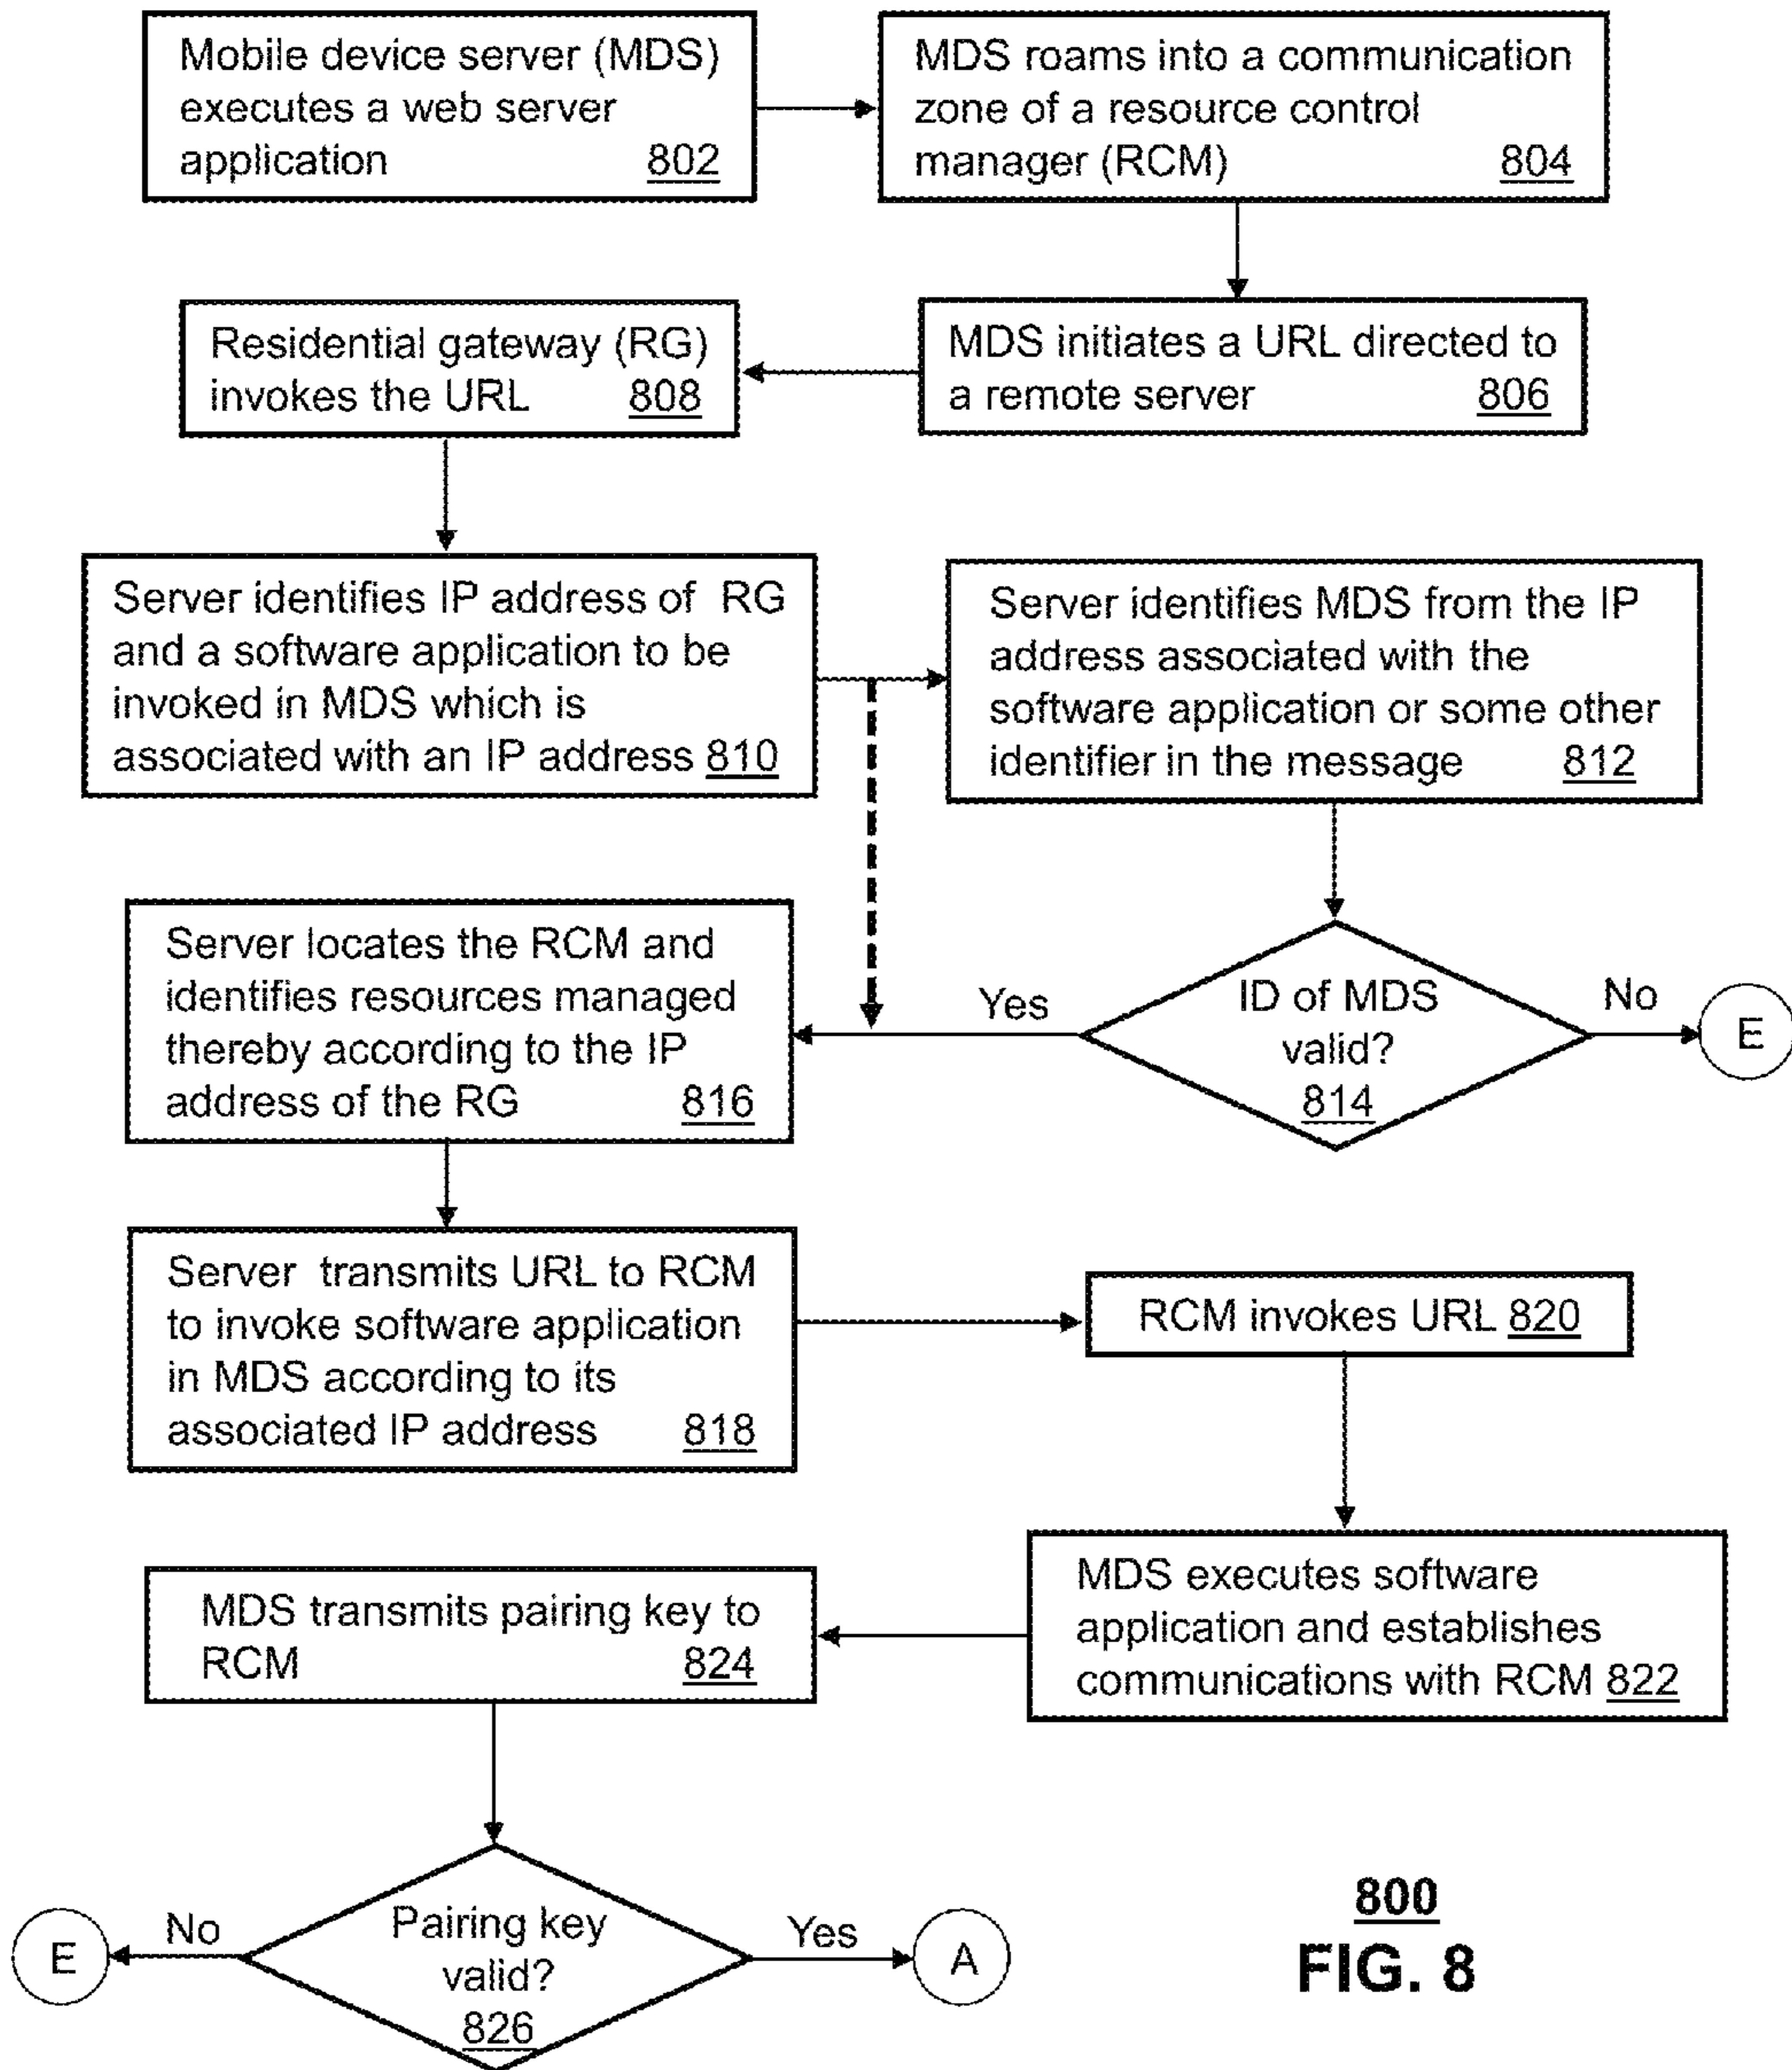 Mobile device server (MDS)
executes a web server
application 802
MDS roams into a communication
zone of a resource control
manager (RCM) 804
MDS initiates a URL directed to
a remote server 806
Residential gateway (RG)
invokes the URL 808
Server identifies IP address of RG
and a software application to be
invoked in MDS which is
associated with an IP address 810
Server identifies MDS from the IP
address associated with the
software application or some other
identifier in the message 812
ID of MDS
valid?
814
Yes
No
E
Server locates the RCM and
identifies resources managed
thereby according to the IP
address of the RG 816
Server transmits URL to RCM
to invoke software application
in MDS according to its
associated IP address 818
RCM invokes URL 820
MDS executes software
application and establishes
communications with RCM 822
MDS transmits pairing key to
RCM 824
Pairing key
valid?
826
No
E
Yes
A
800
FIG. 8